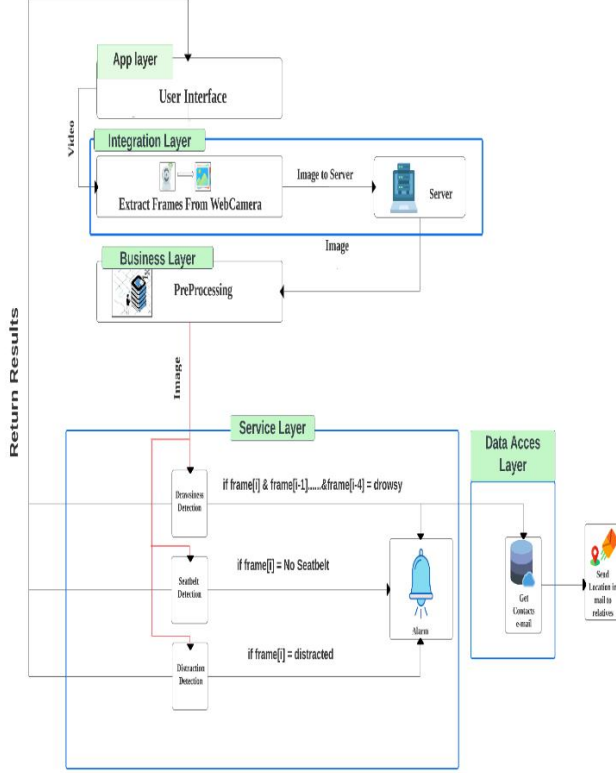 App layer
User Interface
Video
Integration Layer
Extract Frames From WebCamera
Image to Server
Server
Image
Business Layer
PreProcessing
Image
Return Results
Service Layer
Data Acces
Layer
Drawsiness
Detection
if frame[i] & frame[i-1]......&frame[i-4] = drowsy
Seatbelt
Detection
if frame[i] = No Seatbelt
Alarm
Get
Contacts
e-mail
Send
Location in
mail to
relatives
Distraction
Detection
if frame[i] = distracted